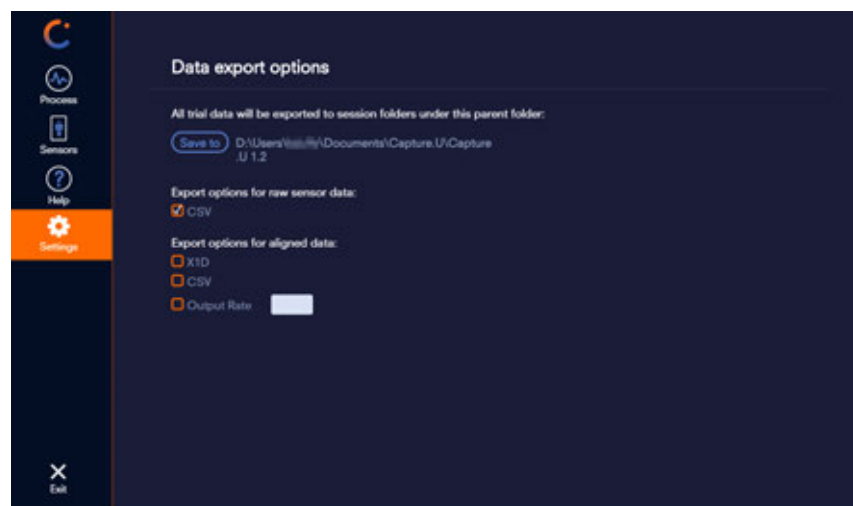 Process
Sensors
Help
Settings
Exit
Data export options
All trial data will be exported to session folders under this parent folder:
Save to
D:\Users\ \Documents\Capture.U\Capture
.U 1.2
Export options for raw sensor data:
CSV
Export options for aligned data:
X1D
CSV
Output Rate